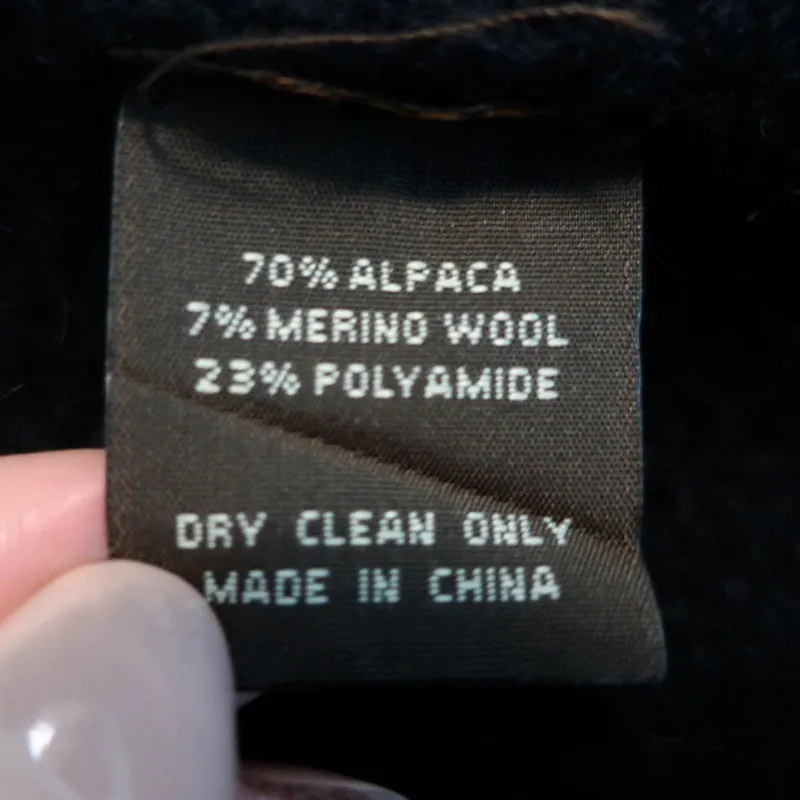 70% ALPACA
7% MERINO WOOL
23% POLYAMIDE
DRY CLEAN ONLY
MADE IN CHINA